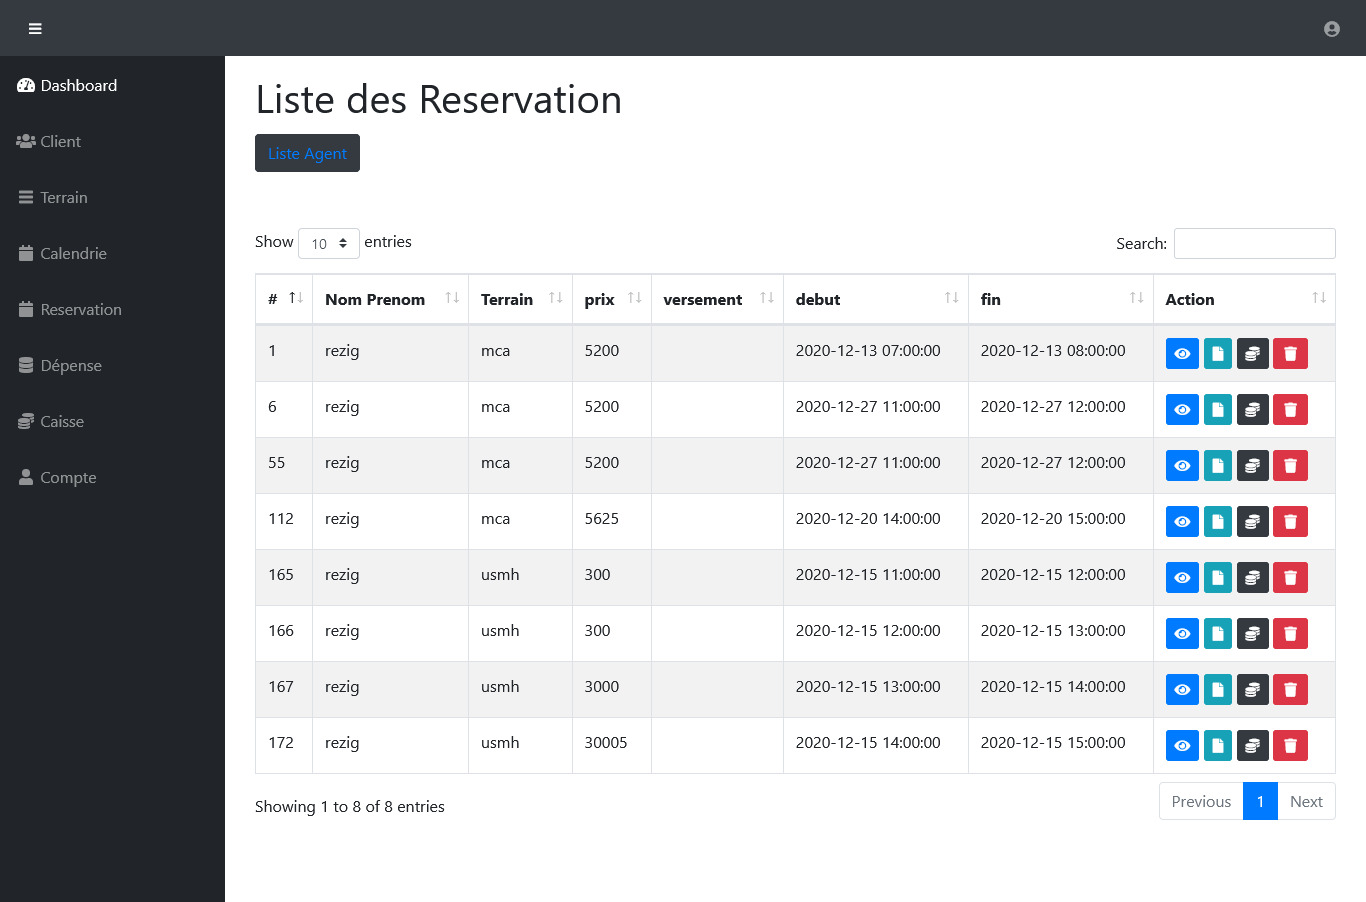 Dashboard
Client
Terrain
Calendrie
Reservation
Dépense
Caisse
Compte
Liste des Reservation
Liste Agent
Show 10 entries
Search:
# Nom Prenom Terrain prix versement debut fin Action
1 rezig mca 5200 2020-12-13 07:00:00 2020-12-13 08:00:00
6 rezig mca 5200 2020-12-27 11:00:00 2020-12-27 12:00:00
55 rezig mca 5200 2020-12-27 11:00:00 2020-12-27 12:00:00
112 rezig mca 5625 2020-12-20 14:00:00 2020-12-20 15:00:00
165 rezig usmh 300 2020-12-15 11:00:00 2020-12-15 12:00:00
166 rezig usmh 300 2020-12-15 12:00:00 2020-12-15 13:00:00
167 rezig usmh 3000 2020-12-15 13:00:00 2020-12-15 14:00:00
172 rezig usmh 30005 2020-12-15 14:00:00 2020-12-15 15:00:00
Showing 1 to 8 of 8 entries
Previous 1 Next